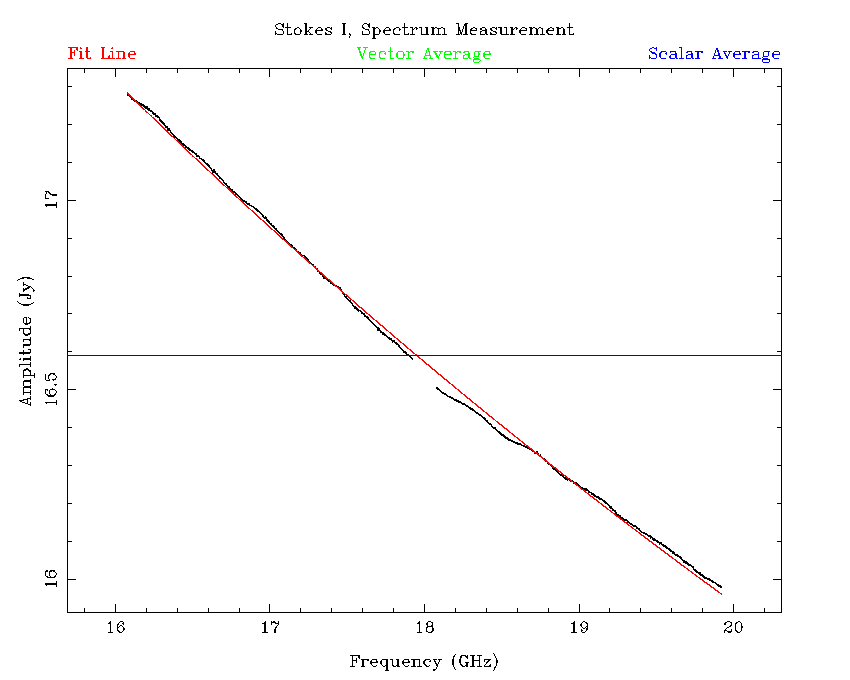 Stokes I, Spectrum Measurement
Fit Line Vector Average Scalar Average
17
16.5
16
Amplitude (Jy)
16 17 18 19 20
Frequency (GHz)